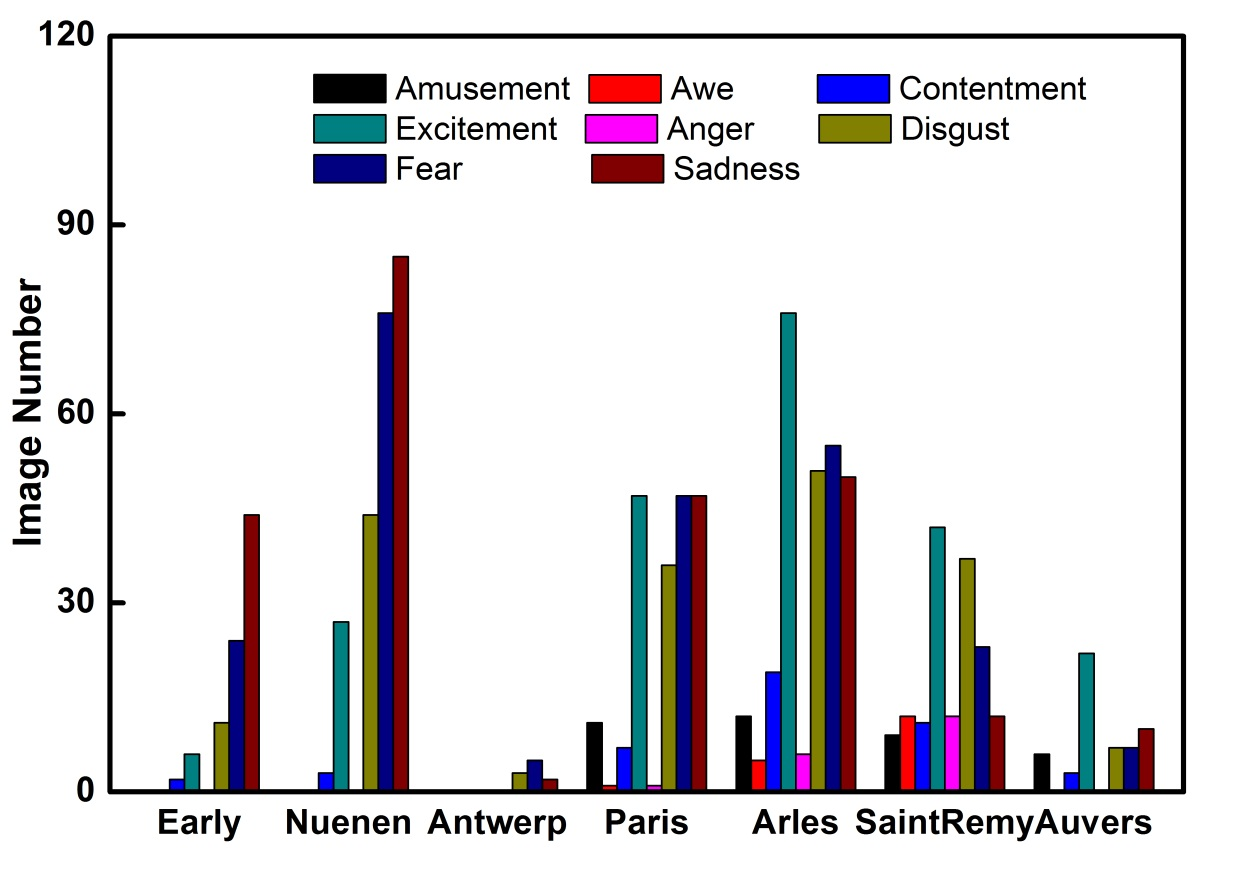 120
Amusement Awe Contentment
Excitement Anger Disgust
Fear Sadness
90
60
30
0
Image Number
Early Nuenen Antwerp Paris Arles SaintRemy Auvers